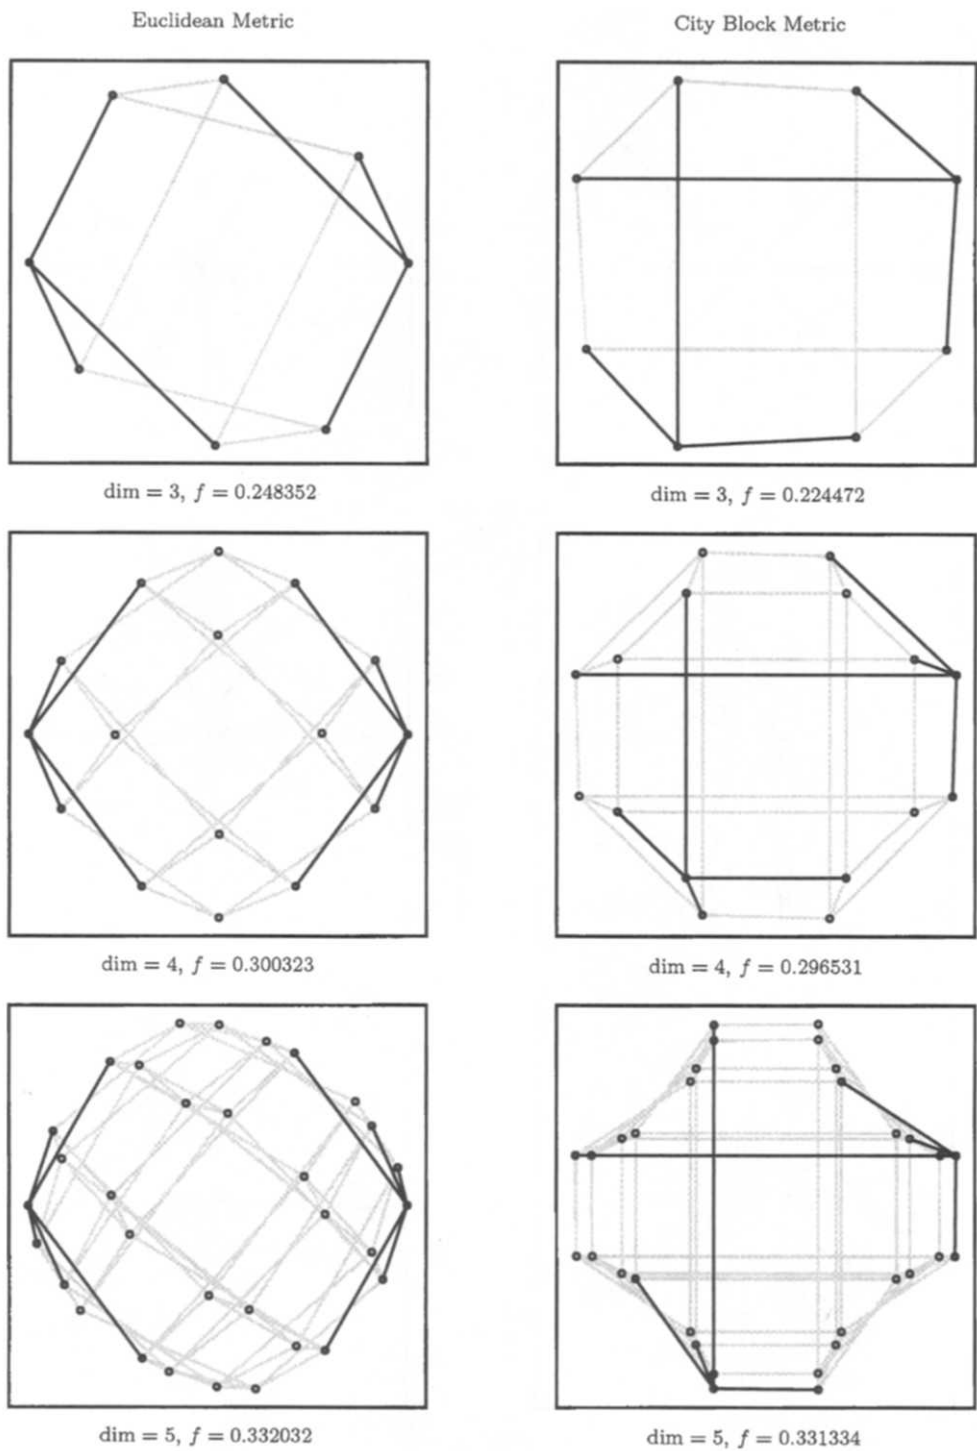 Euclidean Metric
City Block Metric
dim = 3, f = 0.248352
dim = 3, f = 0.224472
dim = 4, f = 0.300323
dim = 4, f = 0.296531
dim = 5, f = 0.332032
dim = 5, f = 0.331334